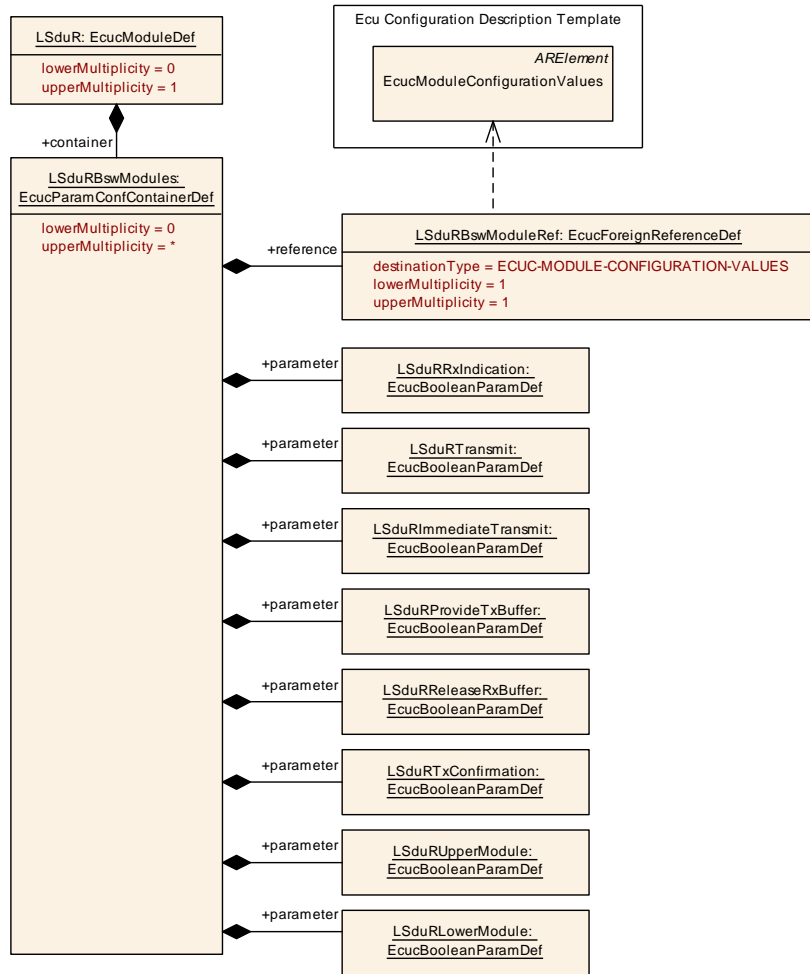 LSduR: EcucModuleDef
lowerMultiplicity = 0
upperMultiplicity = 1
+container
Ecu Configuration Description Template
ARElement
EcucModuleConfigurationValues
LSduRBswModules:
EcucParamConfContainerDef
lowerMultiplicity = 0
upperMultiplicity = *
+reference
LSduRBswModuleRef: EcucForeignReferenceDef
destinationType = ECUC-MODULE-CONFIGURATION-VALUES
lowerMultiplicity = 1
upperMultiplicity = 1
+parameter
LSduRRxIndication:
EcucBooleanParamDef
+parameter
LSduRTransmit:
EcucBooleanParamDef
+parameter
LSduRImmediateTransmit:
EcucBooleanParamDef
+parameter
LSduRProvideTxBuffer:
EcucBooleanParamDef
+parameter
LSduRReleaseRxBuffer:
EcucBooleanParamDef
+parameter
LSduRTxConfirmation:
EcucBooleanParamDef
+parameter
LSduRUpperModule:
EcucBooleanParamDef
+parameter
LSduRLowerModule:
EcucBooleanParamDef